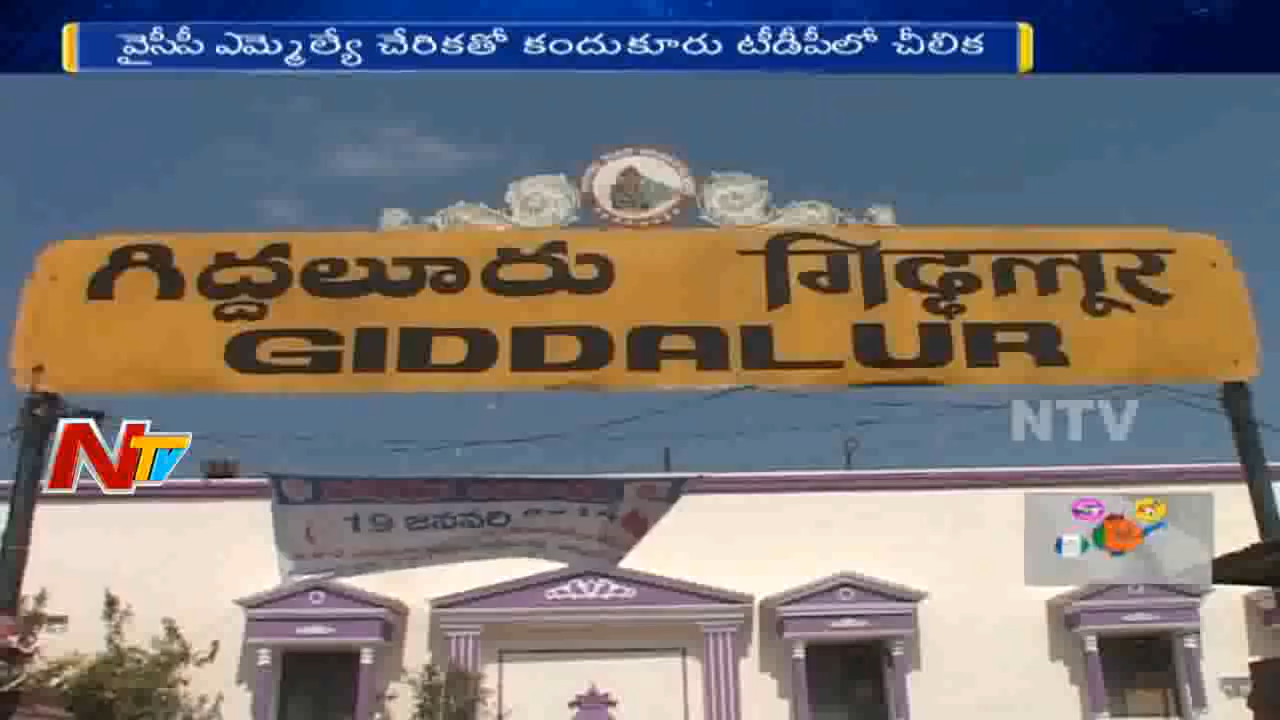 వైసీపీ ఎమ్మెల్యే చేరికతో కందుకూరు టీడీపీలో చీలిక
గిద్దలూరు गिद्दलूर
GIDDALUR
NTV
NTV
19 జనవరి